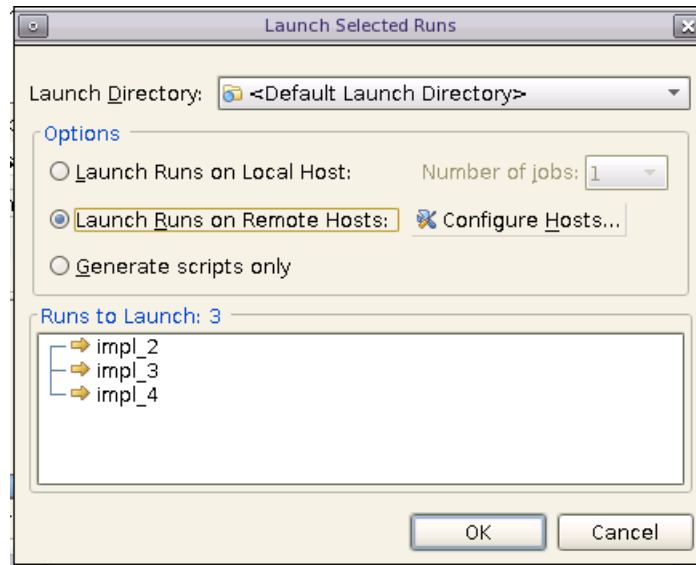 Launch Selected Runs
Launch Directory: <Default Launch Directory>
Options
Launch Runs on Local Host: Number of jobs: 1
Launch Runs on Remote Hosts: Configure Hosts...
Generate scripts only
Runs to Launch: 3
impl_2
impl_3
impl_4
OK Cancel